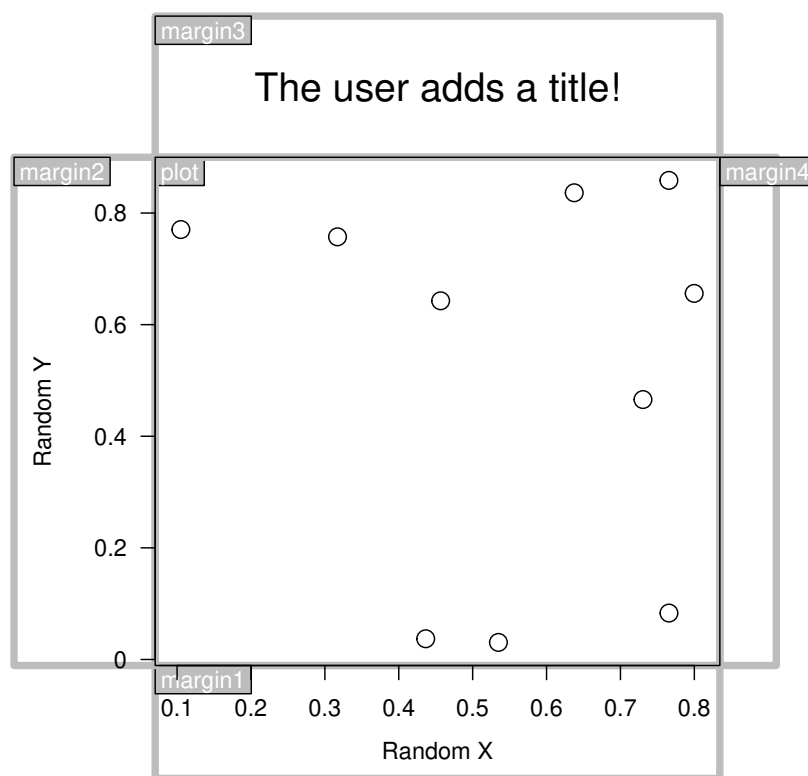 margin3
The user adds a title!
margin2
plot
margin4
0.8
0.6
0.4
0.2
0
Random Y
margin1
0.1 0.2 0.3 0.4 0.5 0.6 0.7 0.8
Random X